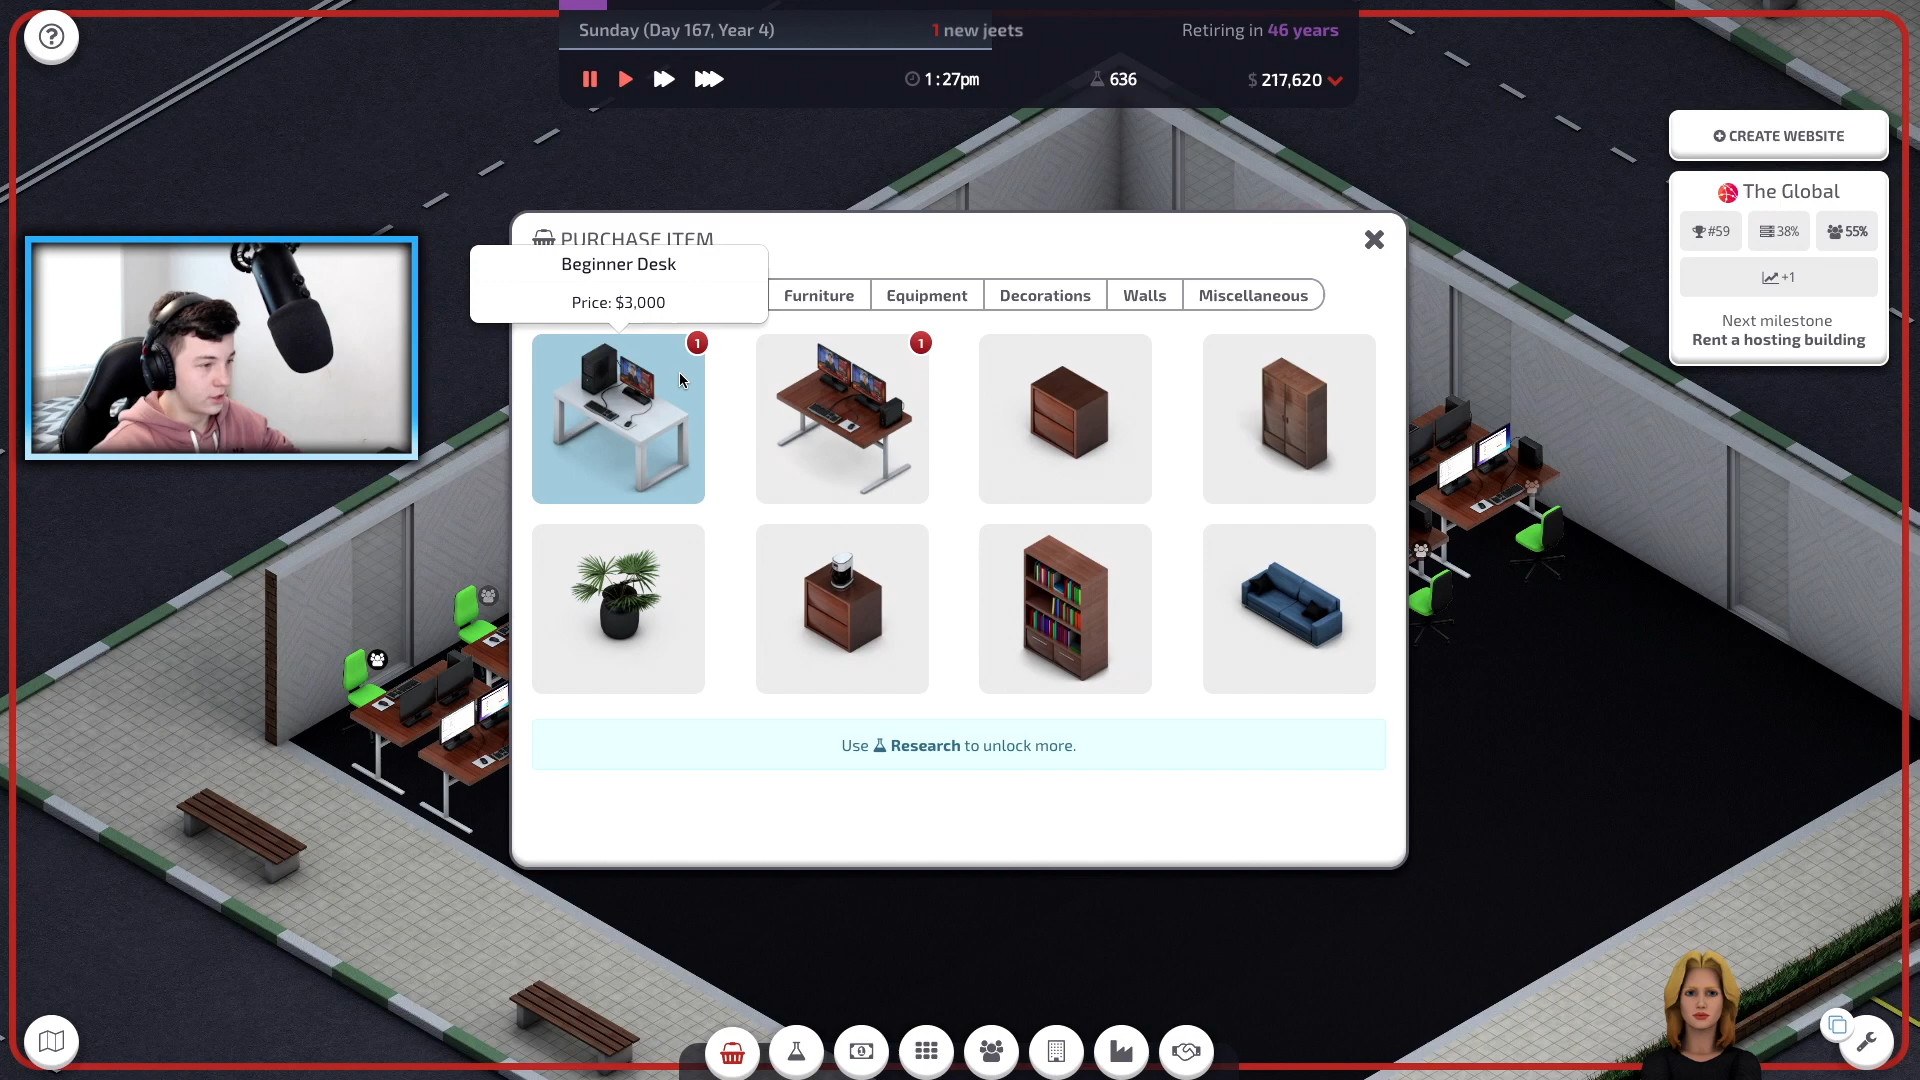 Sunday (Day 167, Year 4)
1 new jeets
Retiring in 46 years
1:27pm
636
$ 217,620
CREATE WEBSITE
The Global
#59
38%
55%
+1
Next milestone
Rent a hosting building
PURCHASE ITEM
Beginner Desk
Price: $3,000
Furniture
Equipment
Decorations
Walls
Miscellaneous
1
1
Use Research to unlock more.